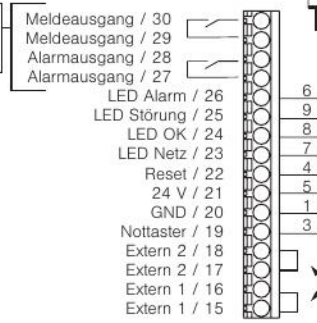 Meldeausgang / 30
Meldeausgang / 29
Alarmausgang / 28
Alarmausgang / 27
LED Alarm / 26
LED Störung / 25
LED OK / 24
LED Netz / 23
Reset / 22
24 V / 21
GND / 20
Nottaster / 19
Extern 2 / 18
Extern 2 / 17
Extern 1 / 16
Extern 1 / 15
6
9
8
7
4
5
1
3